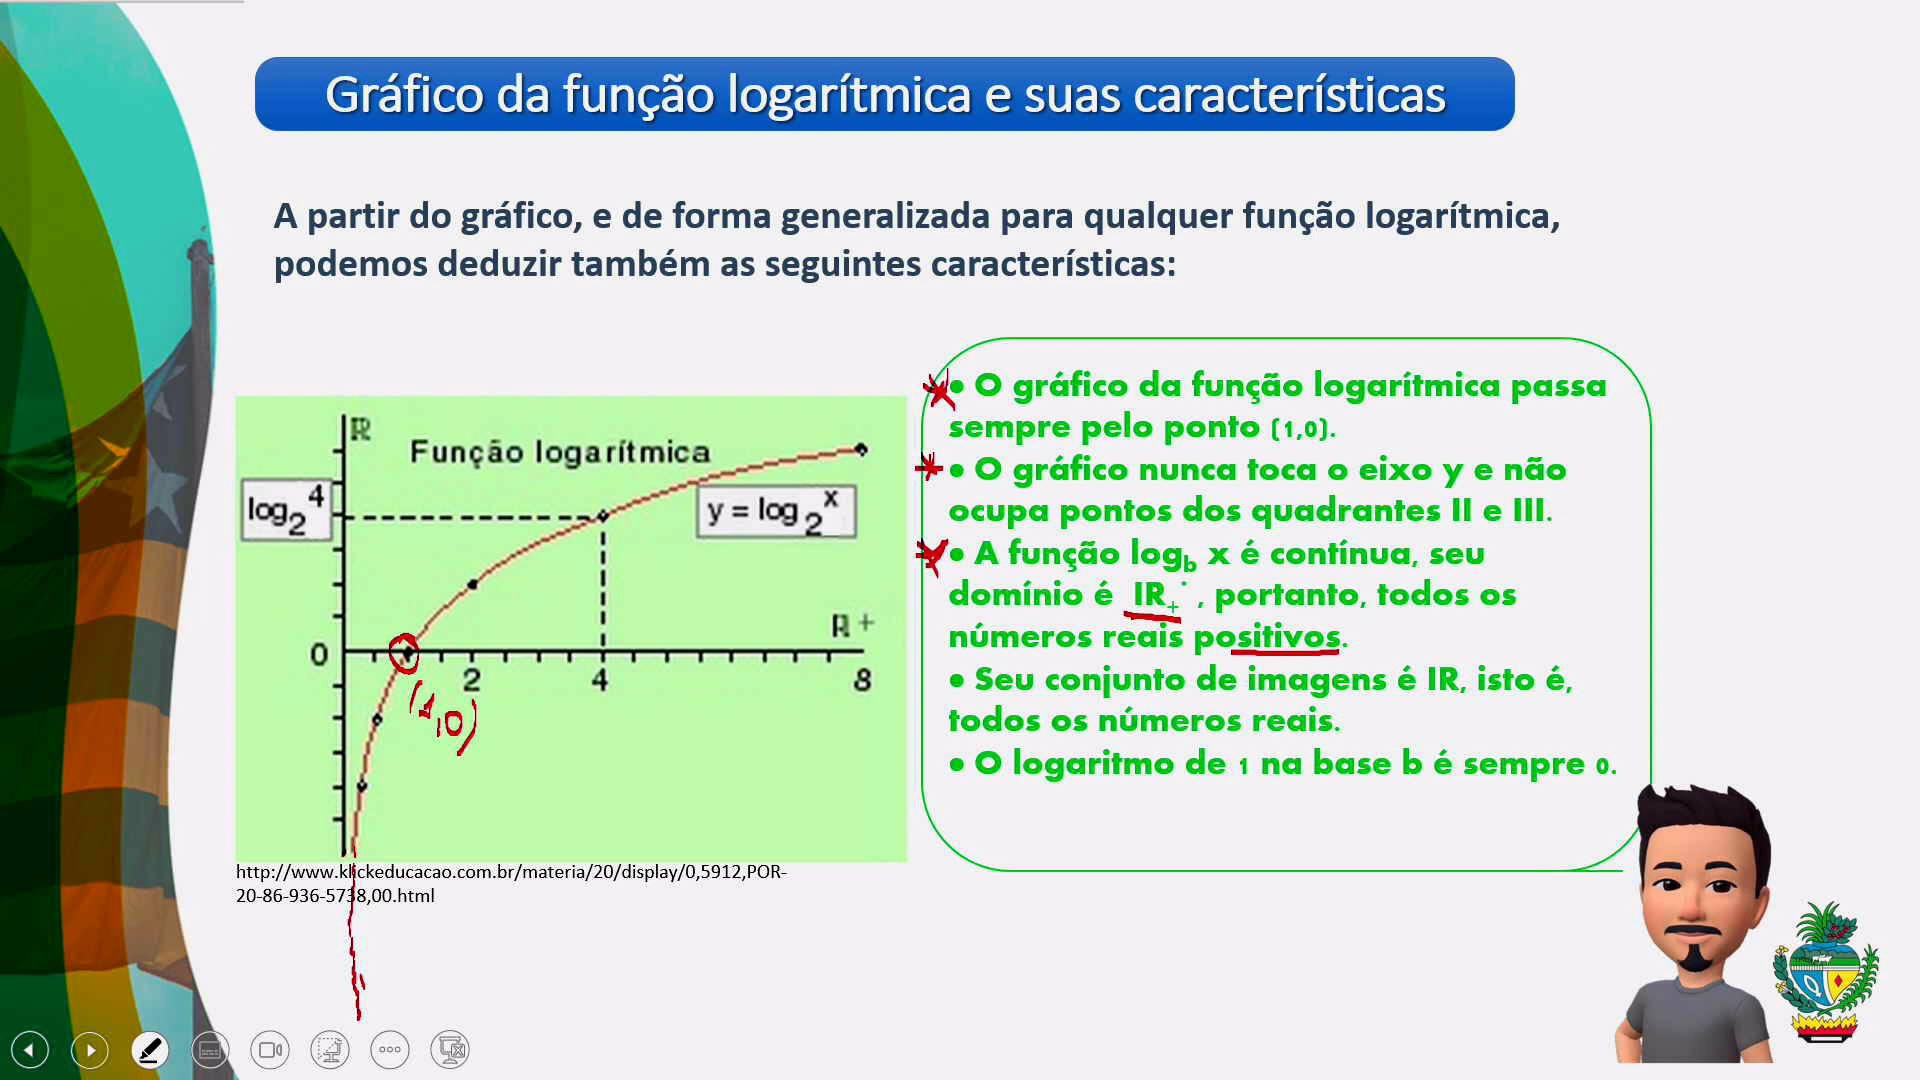 Gráfico da função logarítmica e suas características
A partir do gráfico, e de forma generalizada para qualquer função logarítmica,
podemos deduzir também as seguintes características:
R
Função logarítmica
log₂⁴
y = log₂ˣ
R +
0
2
4
8
(1,0)
http://www.klickeducacao.com.br/materia/20/display/0,5912,POR-
20-86-936-5738,00.html
• O gráfico da função logarítmica passa
sempre pelo ponto (1,0).
• O gráfico nunca toca o eixo y e não
ocupa pontos dos quadrantes II e III.
• A função log_b x é contínua, seu
domínio é IR₊*, portanto, todos os
números reais positivos.
• Seu conjunto de imagens é IR, isto é,
todos os números reais.
• O logaritmo de 1 na base b é sempre 0.